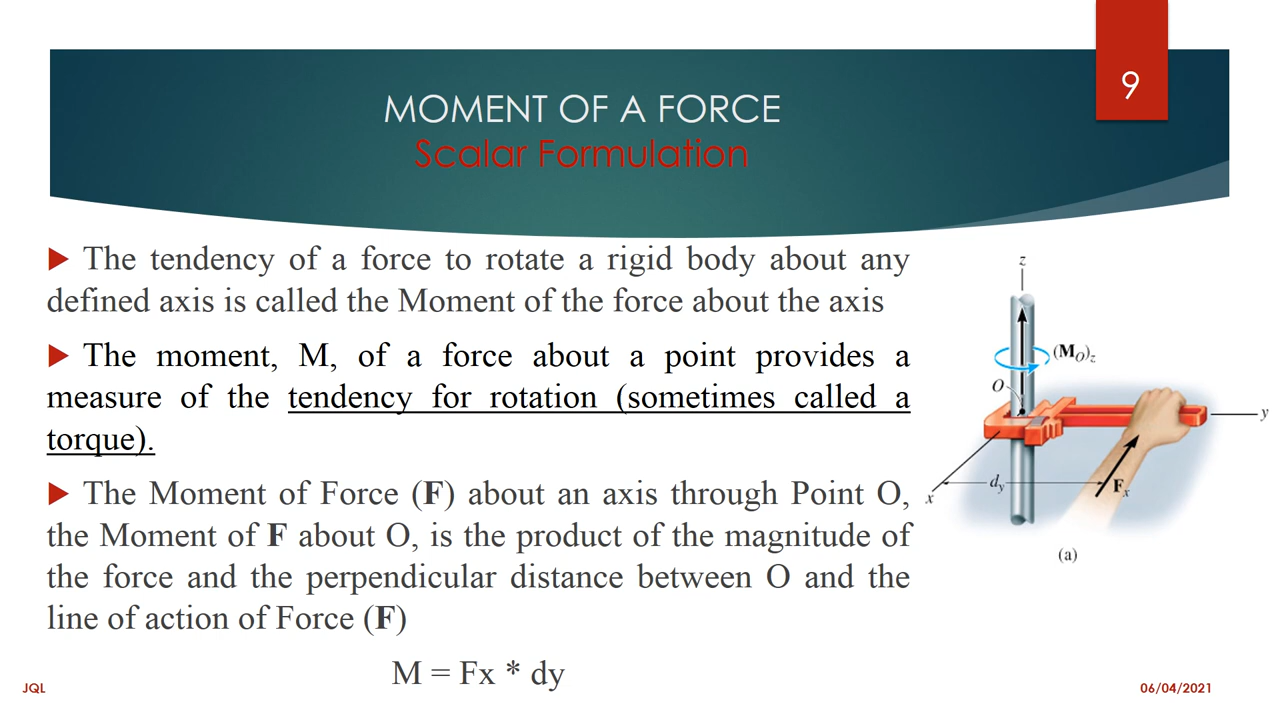 9
MOMENT OF A FORCE
Scalar Formulation
The tendency of a force to rotate a rigid body about any
defined axis is called the Moment of the force about the axis
The moment, M, of a force about a point provides a
measure of the tendency for rotation (sometimes called a
torque).
The Moment of Force (F) about an axis through Point O,
the Moment of F about O, is the product of the magnitude of
the force and the perpendicular distance between O and the
line of action of Force (F)
M = Fx * dy
z
(M_O)_z
O
y
x
d_y
F_x
(a)
JQL
06/04/2021